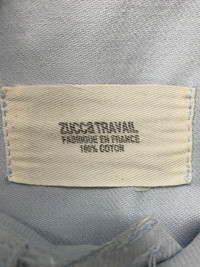 ZUCCa TRAVAIL
FABRIQUE EN FRANCE
100% COTON